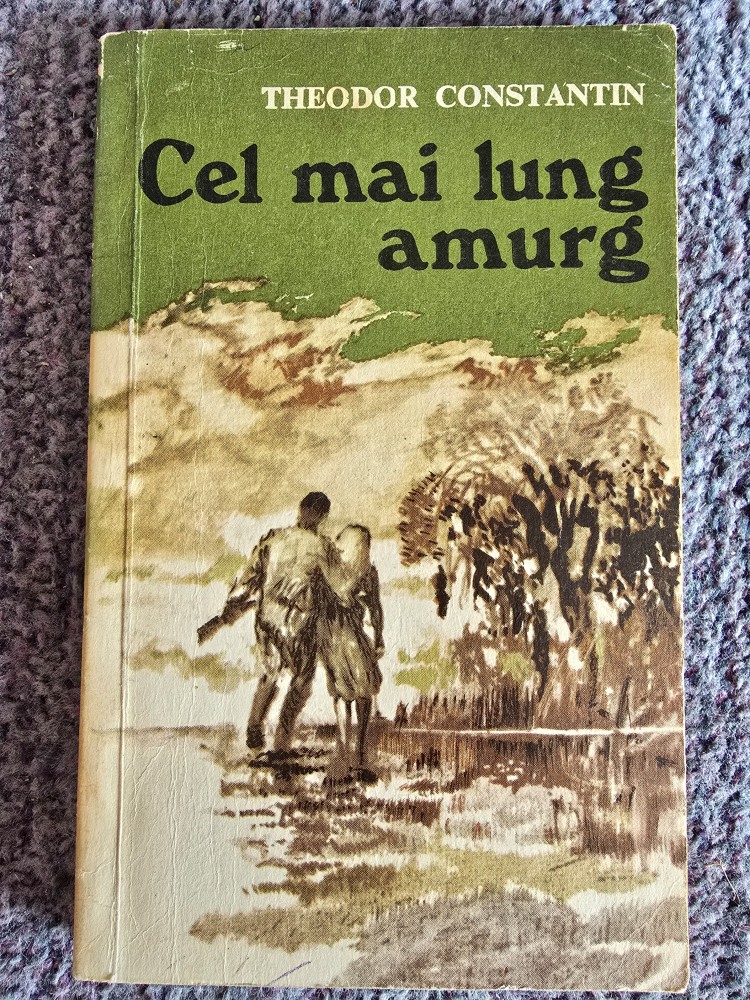 THEODOR CONSTANTIN
Cel mai lung
amurg